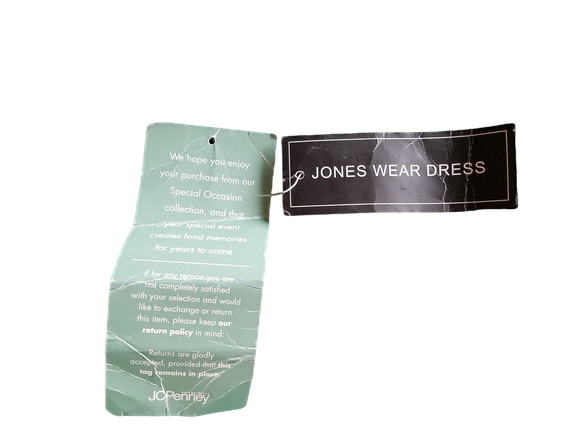 We hope you enjoy
your purchase from our
Special Occasion
collection, and that
your special event
creates fond memories
for years to come.
If for any reason you are
not completely satisfied
with your selection and would
like to exchange or return
this item, please keep our
return policy in mind:
Returns are gladly
accepted, provided that this
tag remains in place.
JCPenney
JONES WEAR DRESS